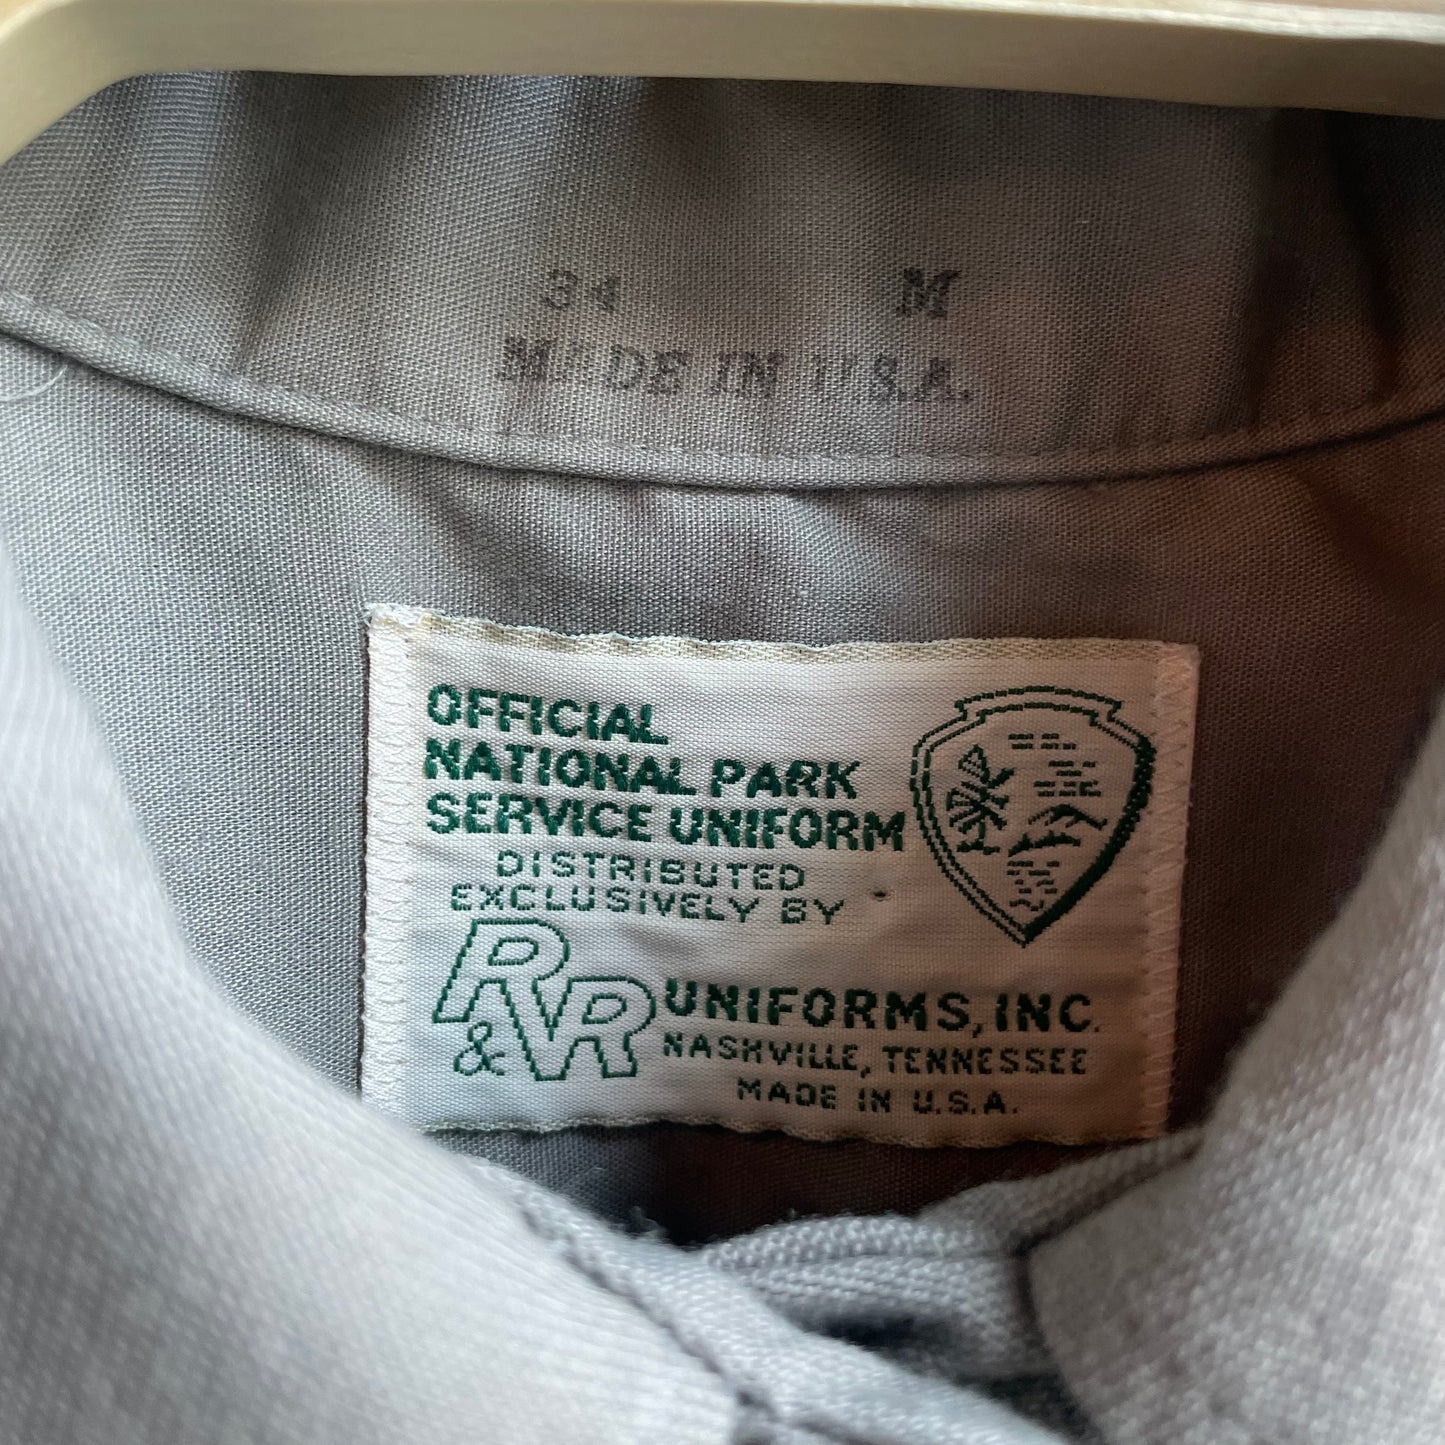 34 M
MADE IN U.S.A.
OFFICIAL
NATIONAL PARK
SERVICE UNIFORM
DISTRIBUTED
EXCLUSIVELY BY
R&R UNIFORMS, INC.
NASHVILLE, TENNESSEE
MADE IN U.S.A.